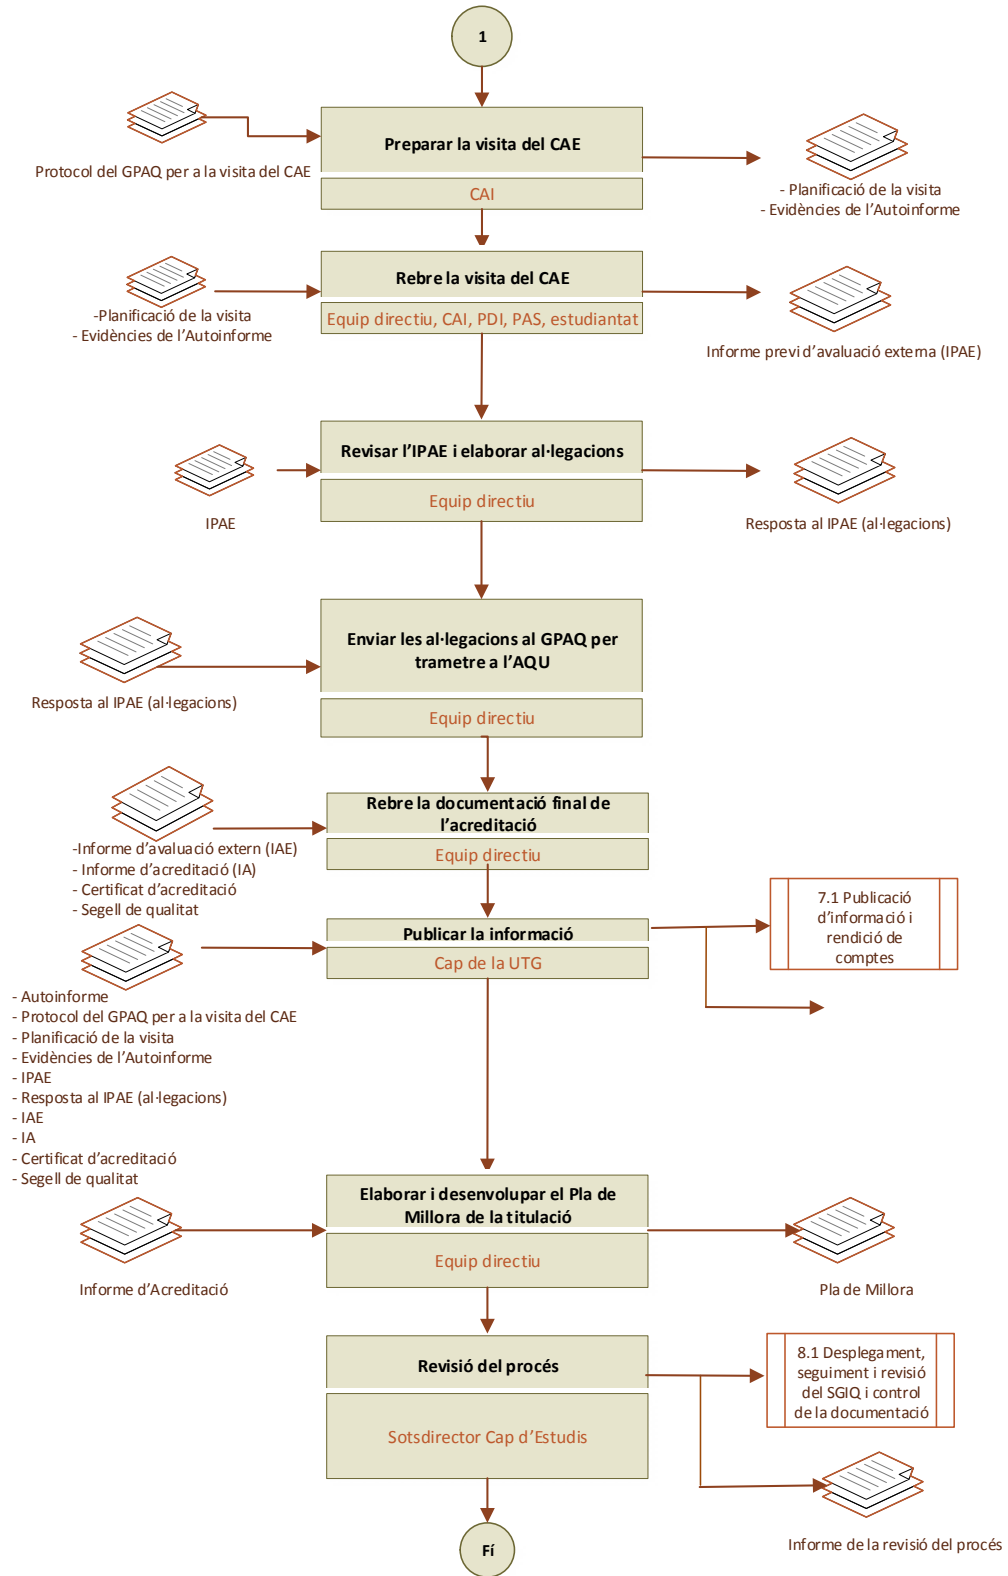 1
Protocol del GPAQ per a la visita del CAE
Preparar la visita del CAE
CAI
- Planificació de la visita
- Evidències de l'Autoinforme
-Planificació de la visita
- Evidències de l'Autoinforme
Rebre la visita del CAE
Equip directiu, CAI, PDI, PAS, estudiantat
Informe previ d'avaluació externa (IPAE)
IPAE
Revisar l'IPAE i elaborar al·legacions
Equip directiu
Resposta al IPAE (al·legacions)
Resposta al IPAE (al·legacions)
Enviar les al·legacions al GPAQ per
trametre a l'AQU
Equip directiu
-Informe d'avaluació extern (IAE)
- Informe d'acreditació (IA)
- Certificat d'acreditació
- Segell de qualitat
Rebre la documentació final de
l'acreditació
Equip directiu
Publicar la informació
Cap de la UTG
7.1 Publicació
d'informació i
rendició de
comptes
- Autoinforme
- Protocol del GPAQ per a la visita del CAE
- Planificació de la visita
- Evidències de l'Autoinforme
- IPAE
- Resposta al IPAE (al·legacions)
- IAE
- IA
- Certificat d'acreditació
- Segell de qualitat
Informe d'Acreditació
Elaborar i desenvolupar el Pla de
Millora de la titulació
Equip directiu
Pla de Millora
Revisió del procés
Sotsdirector Cap d'Estudis
8.1 Desplegament,
seguiment i revisió
del SGIQ i control
de la documentació
Informe de la revisió del procés
Fí